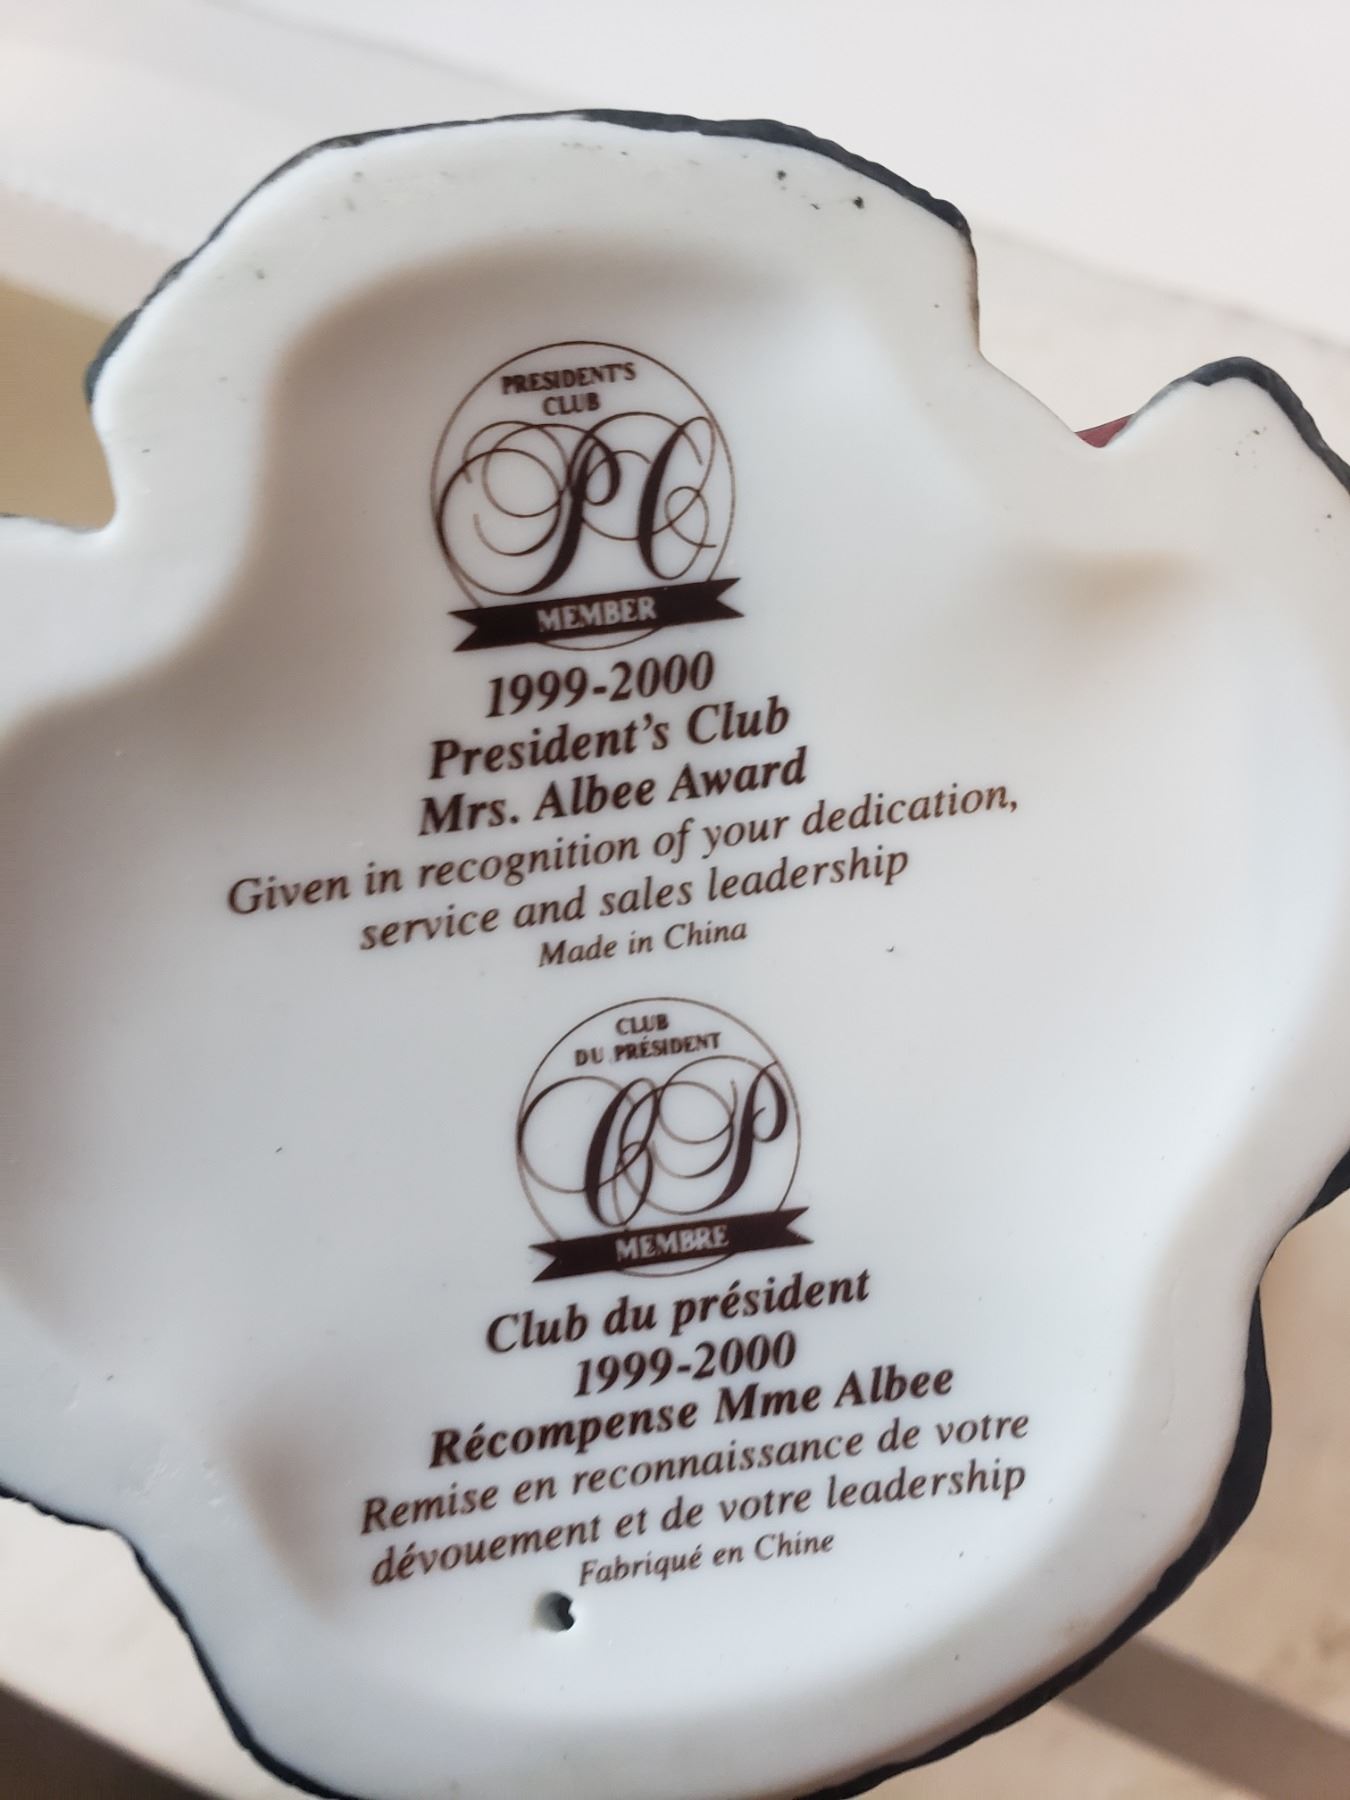 PRESIDENT'S
CLUB
PC
MEMBER
1999-2000
President's Club
Mrs. Albee Award
Given in recognition of your dedication,
service and sales leadership
Made in China
CLUB
DU PRÉSIDENT
CP
MEMBRE
Club du président
1999-2000
Récompense Mme Albee
Remise en reconnaissance de votre
dévouement et de votre leadership
Fabriqué en Chine